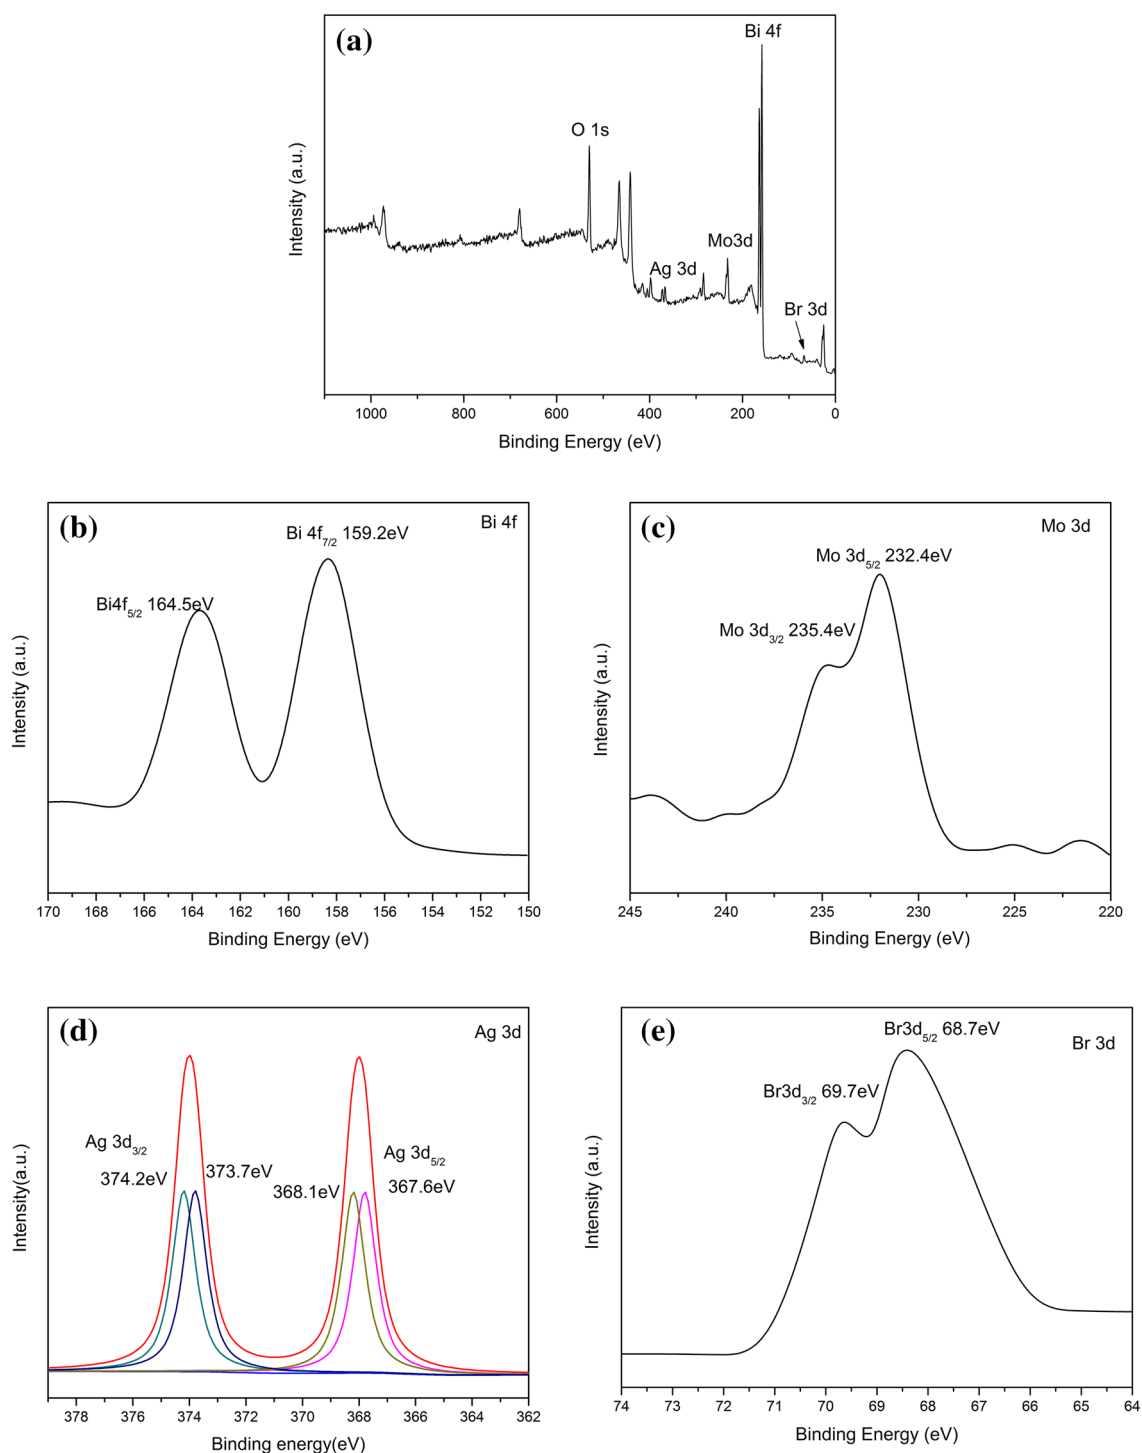 (a)
Bi 4f
O 1s
Mo3d
Ag 3d
Br 3d
Intensity (a.u.)
1000 800 600 400 200 0
Binding Energy (eV)
(b)
Bi 4f
Bi 4f7/2 159.2eV
Bi4f5/2 164.5eV
Intensity (a.u.)
170 168 166 164 162 160 158 156 154 152 150
Binding Energy (eV)
(c)
Mo 3d
Mo 3d5/2 232.4eV
Mo 3d3/2 235.4eV
Intensity (a.u.)
245 240 235 230 225 220
Binding Energy (eV)
(d)
Ag 3d
Ag 3d3/2
374.2eV
373.7eV
368.1eV
Ag 3d5/2
367.6eV
Intensity(a.u.)
378 376 374 372 370 368 366 364 362
Binding energy(eV)
(e)
Br3d5/2 68.7eV
Br 3d
Br3d3/2 69.7eV
Intensity (a.u.)
74 73 72 71 70 69 68 67 66 65 64
Binding Energy (eV)